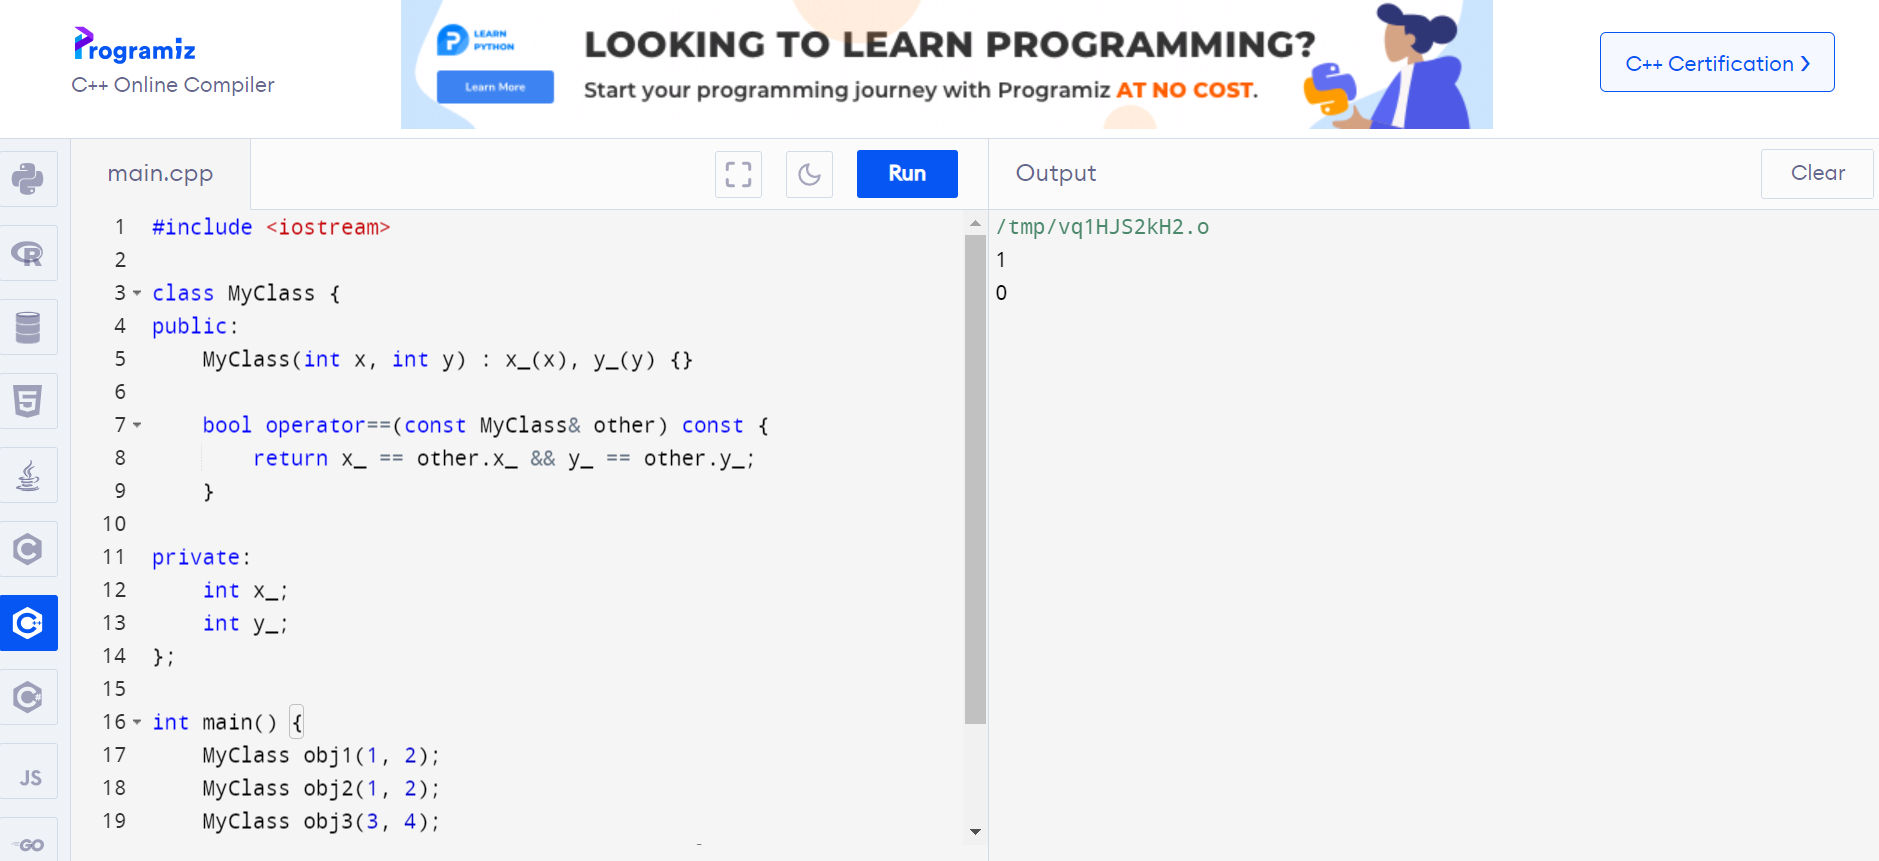 Programiz
C++ Online Compiler
LEARN
PYTHON
Learn More
LOOKING TO LEARN PROGRAMMING?
Start your programming journey with Programiz AT NO COST.
C++ Certification
main.cpp
Run
Output
Clear
1 #include <iostream>
2
3 class MyClass {
4 public:
5     MyClass(int x, int y) : x_(x), y_(y) {}
6
7     bool operator==(const MyClass& other) const {
8         return x_ == other.x_ && y_ == other.y_;
9     }
10
11 private:
12     int x_;
13     int y_;
14 };
15
16 int main() {
17     MyClass obj1(1, 2);
18     MyClass obj2(1, 2);
19     MyClass obj3(3, 4);
/tmp/vq1HJS2kH2.o
1
0
R
5
C
C++
C#
JS
GO